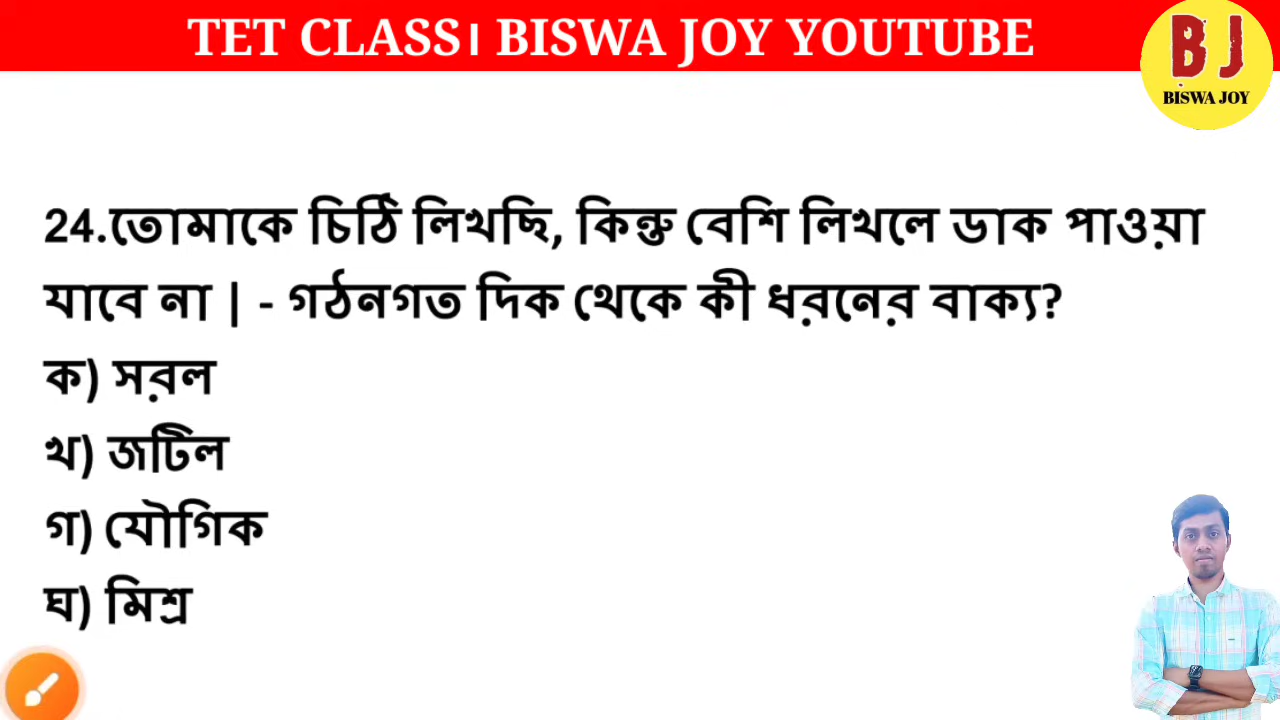 TET CLASS। BISWA JOY YOUTUBE
BJ
BISWA JOY
24.তোমাকে চিঠি লিখছি, কিন্তু বেশি লিখলে ডাক পাওয়া
যাবে না | - গঠনগত দিক থেকে কী ধরনের বাক্য?
ক) সরল
খ) জটিল
গ) যৌগিক
ঘ) মিশ্র